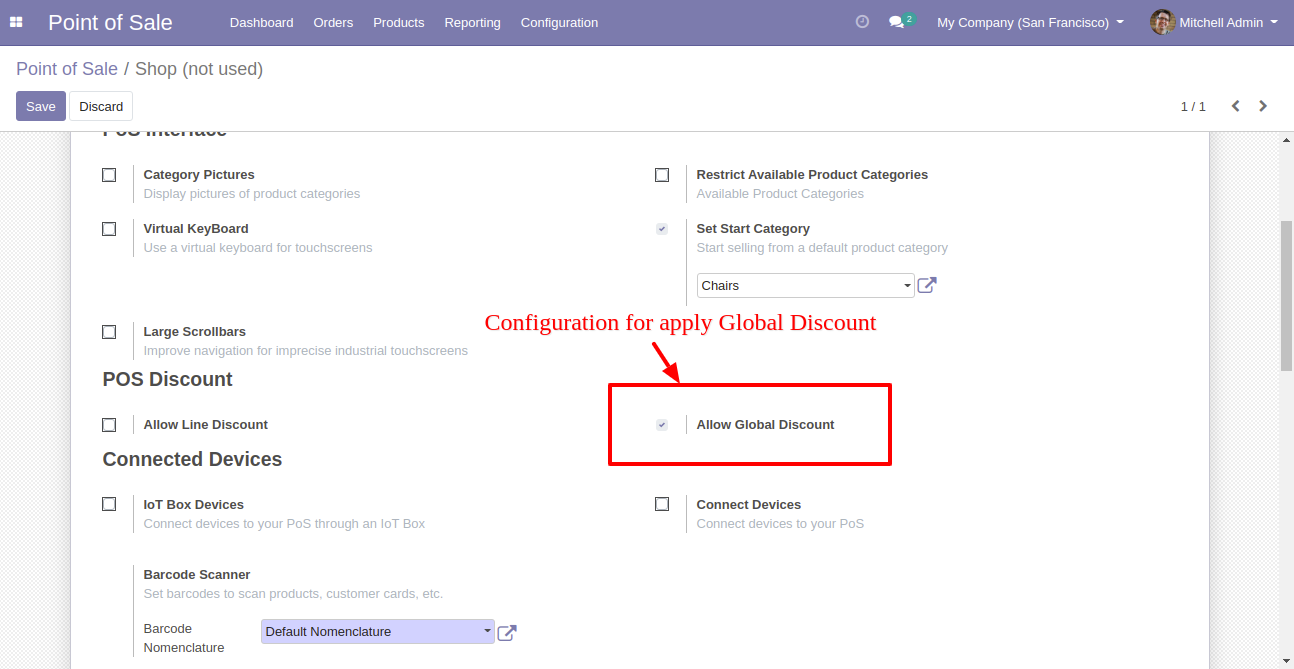 Point of Sale Dashboard Orders Products Reporting Configuration 2 My Company (San Francisco) Mitchell Admin
Point of Sale / Shop (not used)
Save Discard 1 / 1
PoS Interface
Category Pictures
Display pictures of product categories
Restrict Available Product Categories
Available Product Categories
Virtual KeyBoard
Use a virtual keyboard for touchscreens
Set Start Category
Start selling from a default product category
Chairs
Configuration for apply Global Discount
Large Scrollbars
Improve navigation for imprecise industrial touchscreens
POS Discount
Allow Line Discount
Allow Global Discount
Connected Devices
IoT Box Devices
Connect devices to your PoS through an IoT Box
Connect Devices
Connect devices to your PoS
Barcode Scanner
Set barcodes to scan products, customer cards, etc.
Barcode
Nomenclature
Default Nomenclature